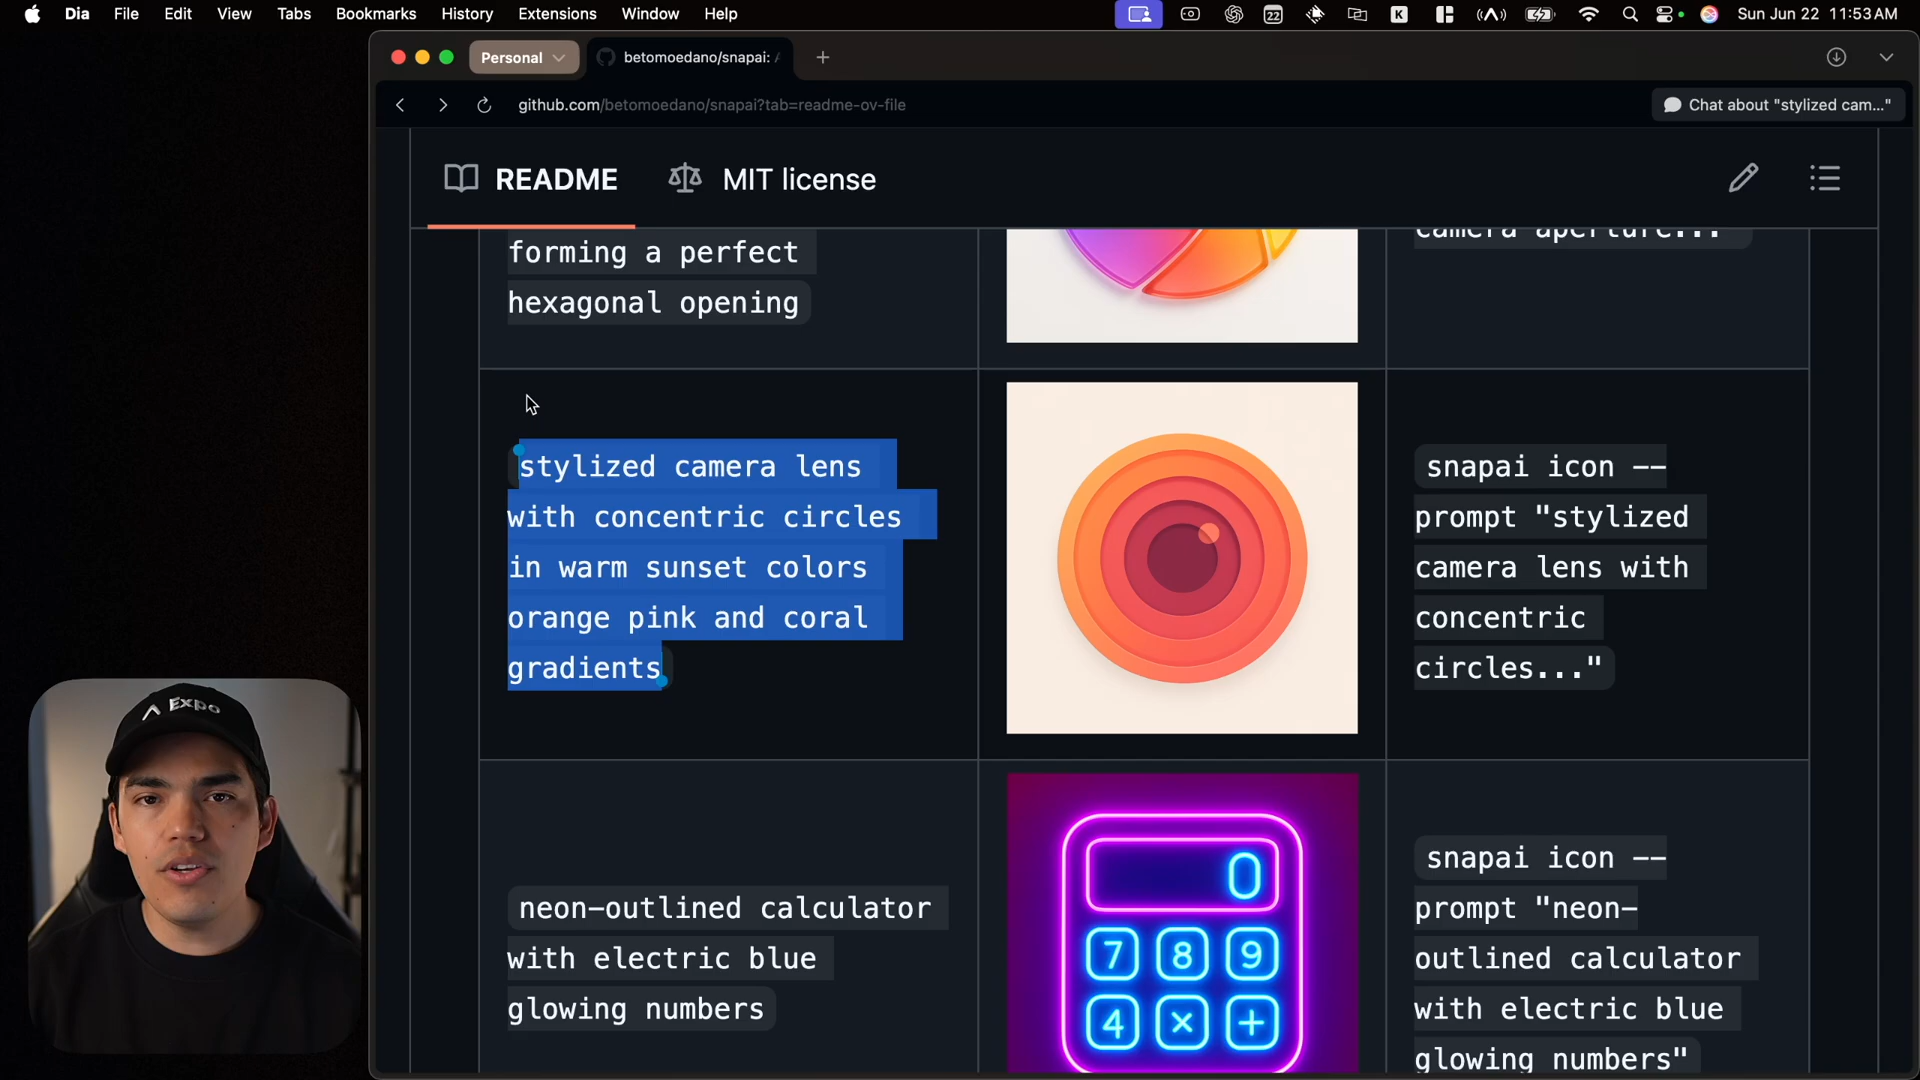 Dia File Edit View Tabs Bookmarks History Extensions Window Help
22
K
Sun Jun 22 11:53 AM
Personal
betomoedano/snapai:
github.com/betomoedano/snapai?tab=readme-ov-file
Chat about "stylized cam..."
README
MIT license
forming a perfect
hexagonal opening
camera aperture...
stylized camera lens
with concentric circles
in warm sunset colors
orange pink and coral
gradients
snapai icon --
prompt "stylized
camera lens with
concentric
circles..."
neon-outlined calculator
with electric blue
glowing numbers
0
7 8 9
4 × +
snapai icon --
prompt "neon-
outlined calculator
with electric blue
glowing numbers"
Expo